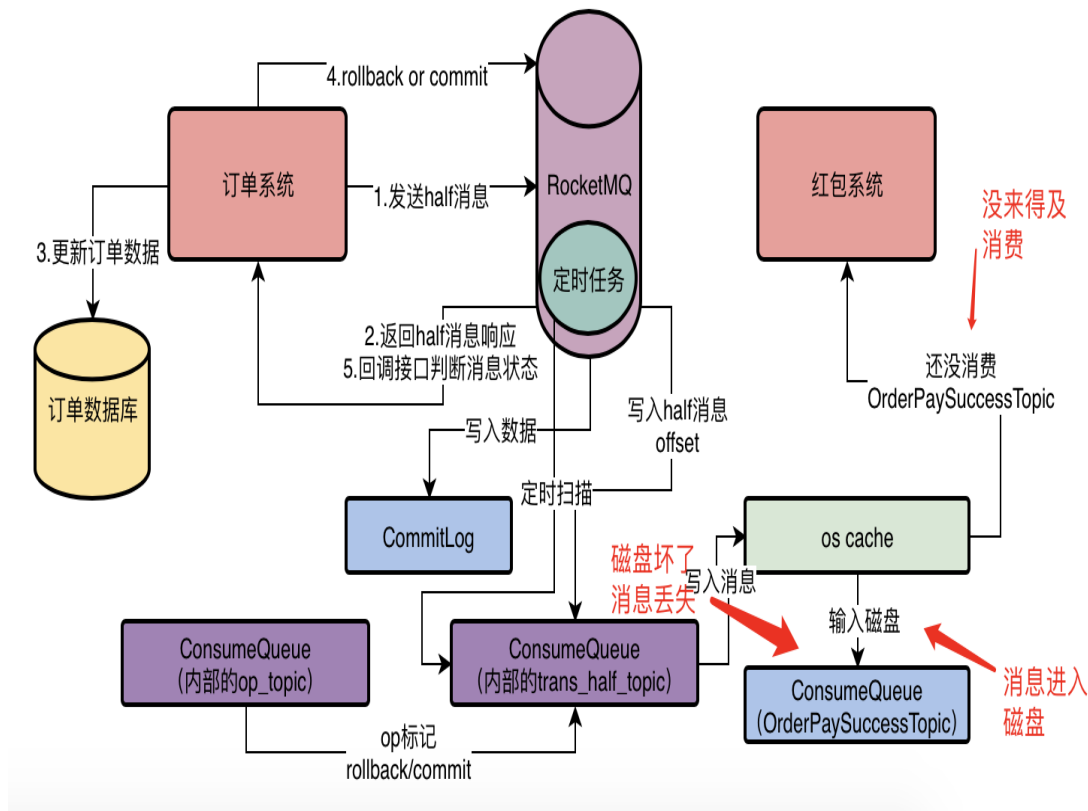 4.rollback or commit
订单系统
1.发送half消息
RocketMQ
红包系统
没来得及
消费
3.更新订单数据
定时任务
2.返回half消息响应
5.回调接口判断消息状态
还没消费
OrderPaySuccessTopic
订单数据库
写入half消息
offset
写入数据
定时扫描
CommitLog
os cache
磁盘坏了
消息丢失
写入消息
输入磁盘
ConsumeQueue
(内部的op_topic)
ConsumeQueue
(内部的trans_half_topic)
ConsumeQueue
(OrderPaySuccessTopic)
消息进入
磁盘
op标记
rollback/commit